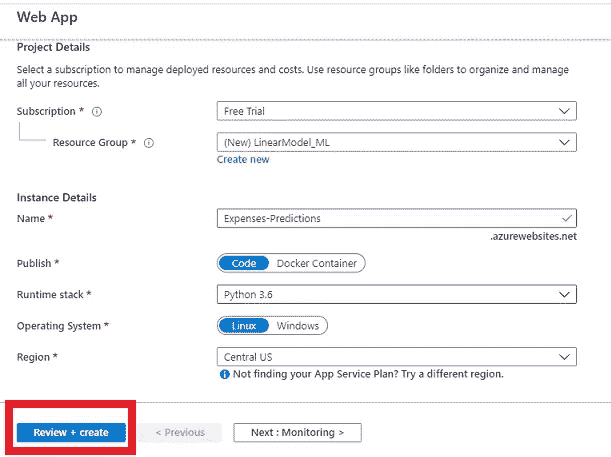 Web App
Project Details
Select a subscription to manage deployed resources and costs. Use resource groups like folders to organize and manage
all your resources.
Subscription *
Free Trial
Resource Group *
(New) LinearModel_ML
Create new
Instance Details
Name *
Expenses-Predictions
.azurewebsites.net
Publish *
Code Docker Container
Runtime stack *
Python 3.6
Operating System *
Linux Windows
Region *
Central US
Not finding your App Service Plan? Try a different region.
Review + create < Previous Next : Monitoring >